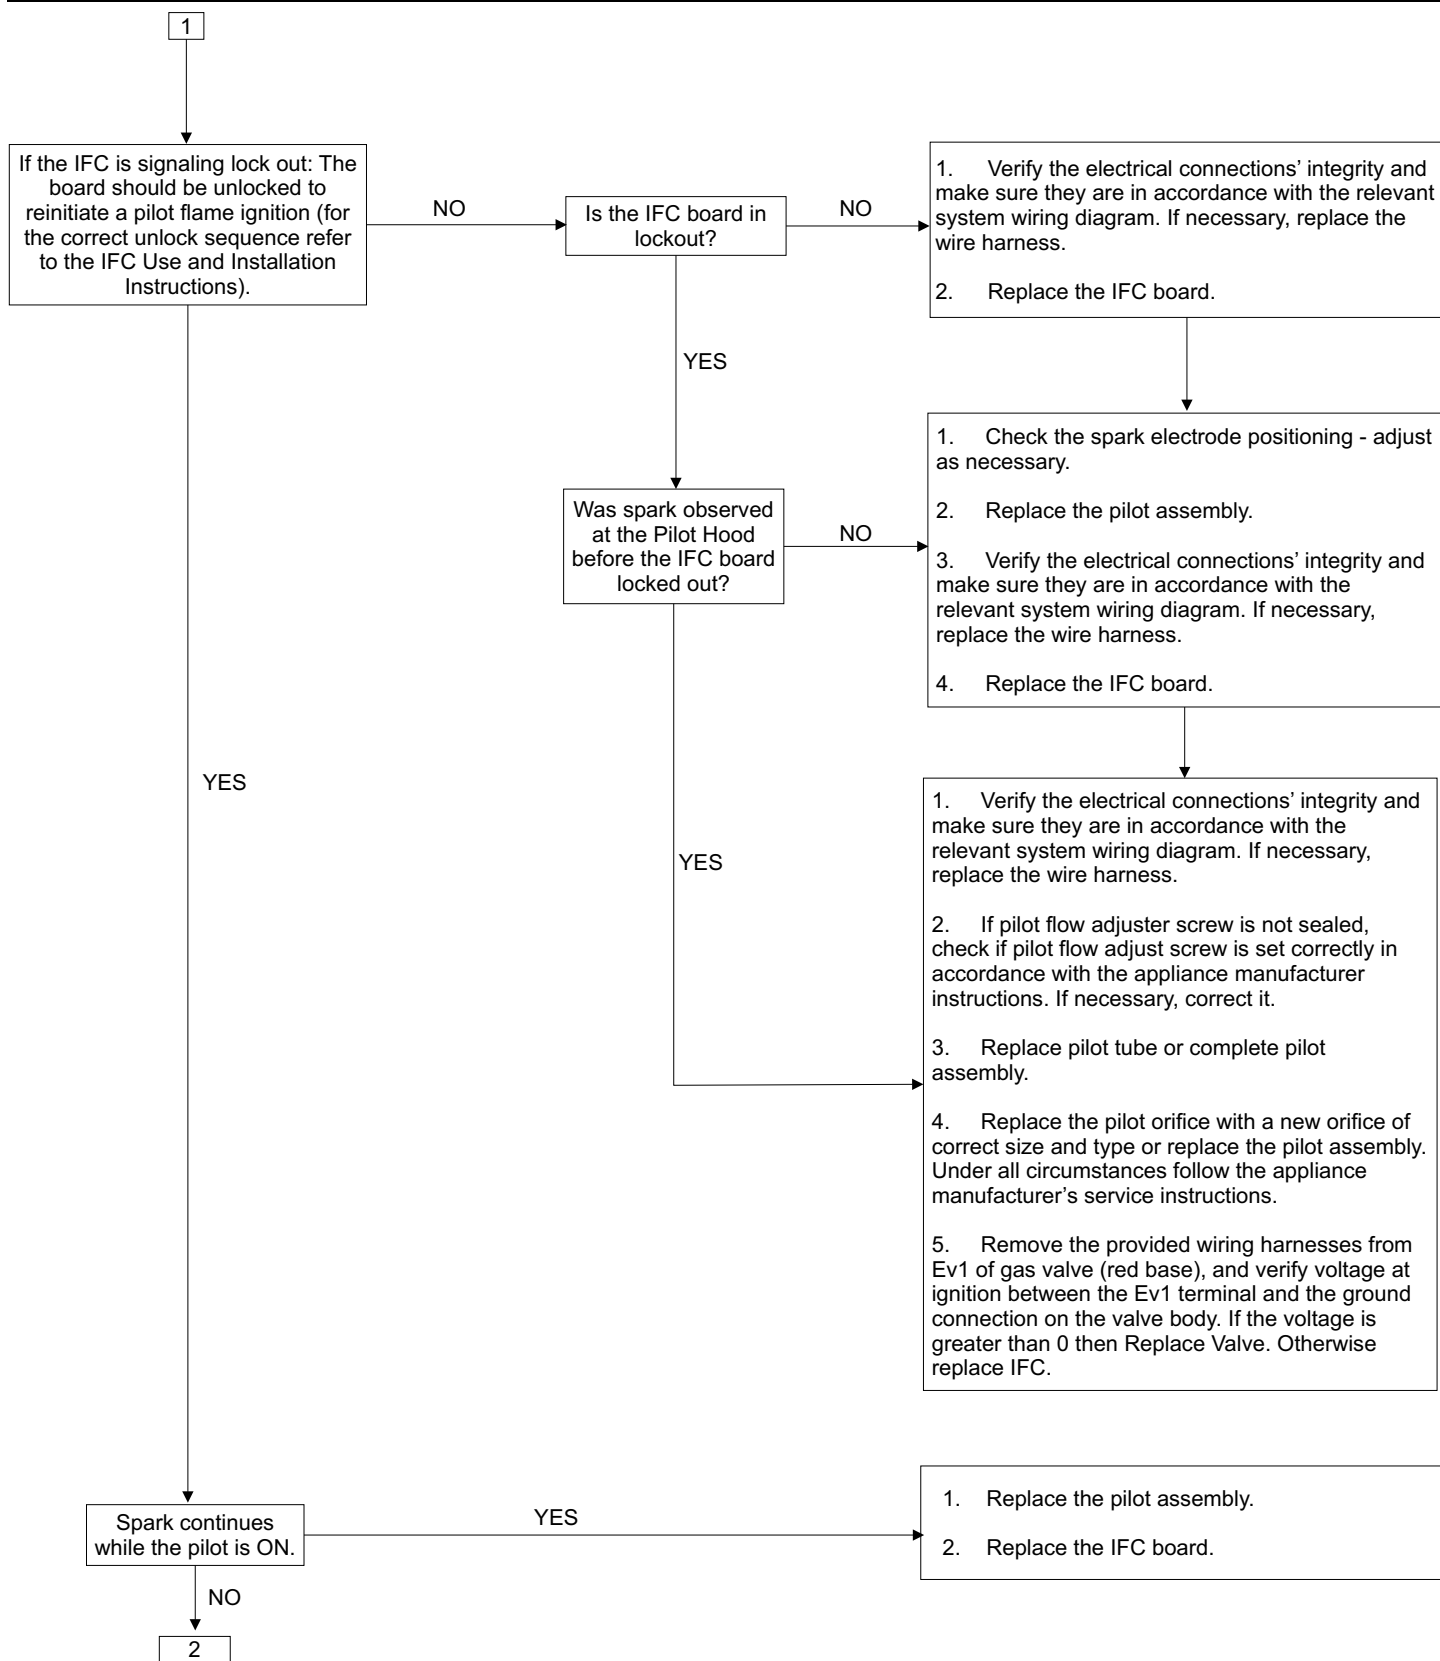 1
If the IFC is signaling lock out: The
board should be unlocked to
reinitiate a pilot flame ignition (for
the correct unlock sequence refer
to the IFC Use and Installation
Instructions).
NO
Is the IFC board in
lockout?
NO
1. Verify the electrical connections’ integrity and
make sure they are in accordance with the relevant
system wiring diagram. If necessary, replace the
wire harness.
2. Replace the IFC board.
YES
Was spark observed
at the Pilot Hood
before the IFC board
locked out?
NO
1. Check the spark electrode positioning - adjust
as necessary.
2. Replace the pilot assembly.
3. Verify the electrical connections’ integrity and
make sure they are in accordance with the
relevant system wiring diagram. If necessary,
replace the wire harness.
4. Replace the IFC board.
YES
YES
1. Verify the electrical connections’ integrity and
make sure they are in accordance with the
relevant system wiring diagram. If necessary,
replace the wire harness.
2. If pilot flow adjuster screw is not sealed,
check if pilot flow adjust screw is set correctly in
accordance with the appliance manufacturer
instructions. If necessary, correct it.
3. Replace pilot tube or complete pilot
assembly.
4. Replace the pilot orifice with a new orifice of
correct size and type or replace the pilot assembly.
Under all circumstances follow the appliance
manufacturer’s service instructions.
5. Remove the provided wiring harnesses from
Ev1 of gas valve (red base), and verify voltage at
ignition between the Ev1 terminal and the ground
connection on the valve body. If the voltage is
greater than 0 then Replace Valve. Otherwise
replace IFC.
Spark continues
while the pilot is ON.
YES
1. Replace the pilot assembly.
2. Replace the IFC board.
NO
2